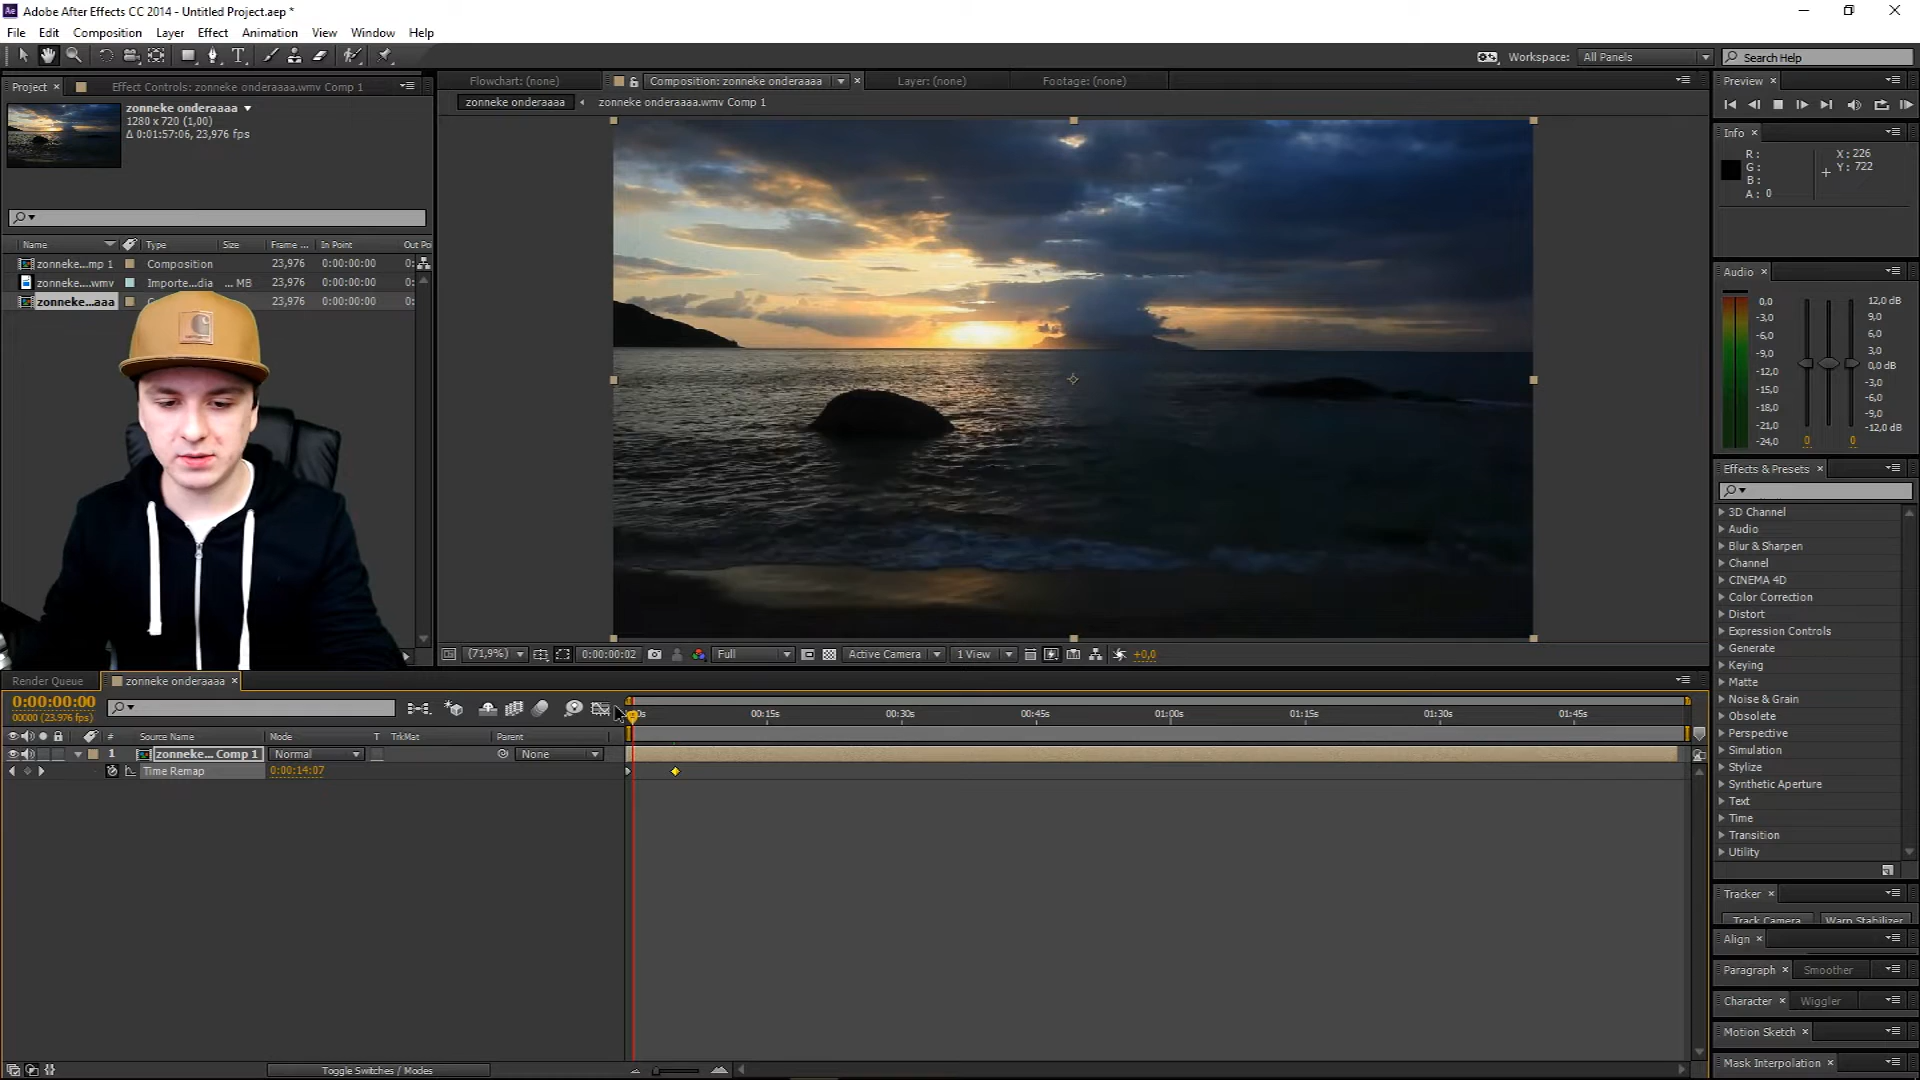 Adobe After Effects CC 2014 - Untitled Project.aep *
File Edit Composition Layer Effect Animation View Window Help
Workspace: All Panels
Search Help
Project Effect Controls: zonneke onderaaaa.wmv Comp 1
zonneke onderaaaa
1280 x 720 (1,00)
Δ 0:01:57:06, 23,976 fps
Name Type Size Frame ... In Point Out Po
zonneke...mp 1 Composition 23,976 0:00:00:00 0:
zonneke....wmv Importe...dia ... MB 23,976 0:00:00:00 0:
zonneke...aaa 23,976 0:00:00:00 0:
Flowchart: (none) Composition: zonneke onderaaaa Layer: (none) Footage: (none)
zonneke onderaaaa zonneke onderaaaa.wmv Comp 1
(71,9%) 0:00:00:02 Full Active Camera 1 View +0,0
Preview
Info
R: X: 226
G: Y: 722
B:
A: 0
Audio
0,0 12,0 dB
-3,0 9,0
-6,0 6,0
-9,0 3,0
-12,0 0,0 dB
-15,0 -3,0
-18,0 -6,0
-21,0 -9,0
-24,0 -12,0 dB
0 0
Effects & Presets
3D Channel
Audio
Blur & Sharpen
Channel
CINEMA 4D
Color Correction
Distort
Expression Controls
Generate
Keying
Matte
Noise & Grain
Obsolete
Perspective
Simulation
Stylize
Synthetic Aperture
Text
Time
Transition
Utility
Tracker
Track Camera Warp Stabilizer
Align
Paragraph Smoother
Character Wiggler
Motion Sketch
Mask Interpolation
Render Queue zonneke onderaaaa
0:00:00:00
00000 (23.976 fps)
00:15s 00:30s 00:45s 01:00s 01:15s 01:30s 01:45s
# Source Name Mode T TrkMat Parent
1 zonneke... Comp 1 Normal None
Time Remap 0:00:14:07
Toggle Switches / Modes